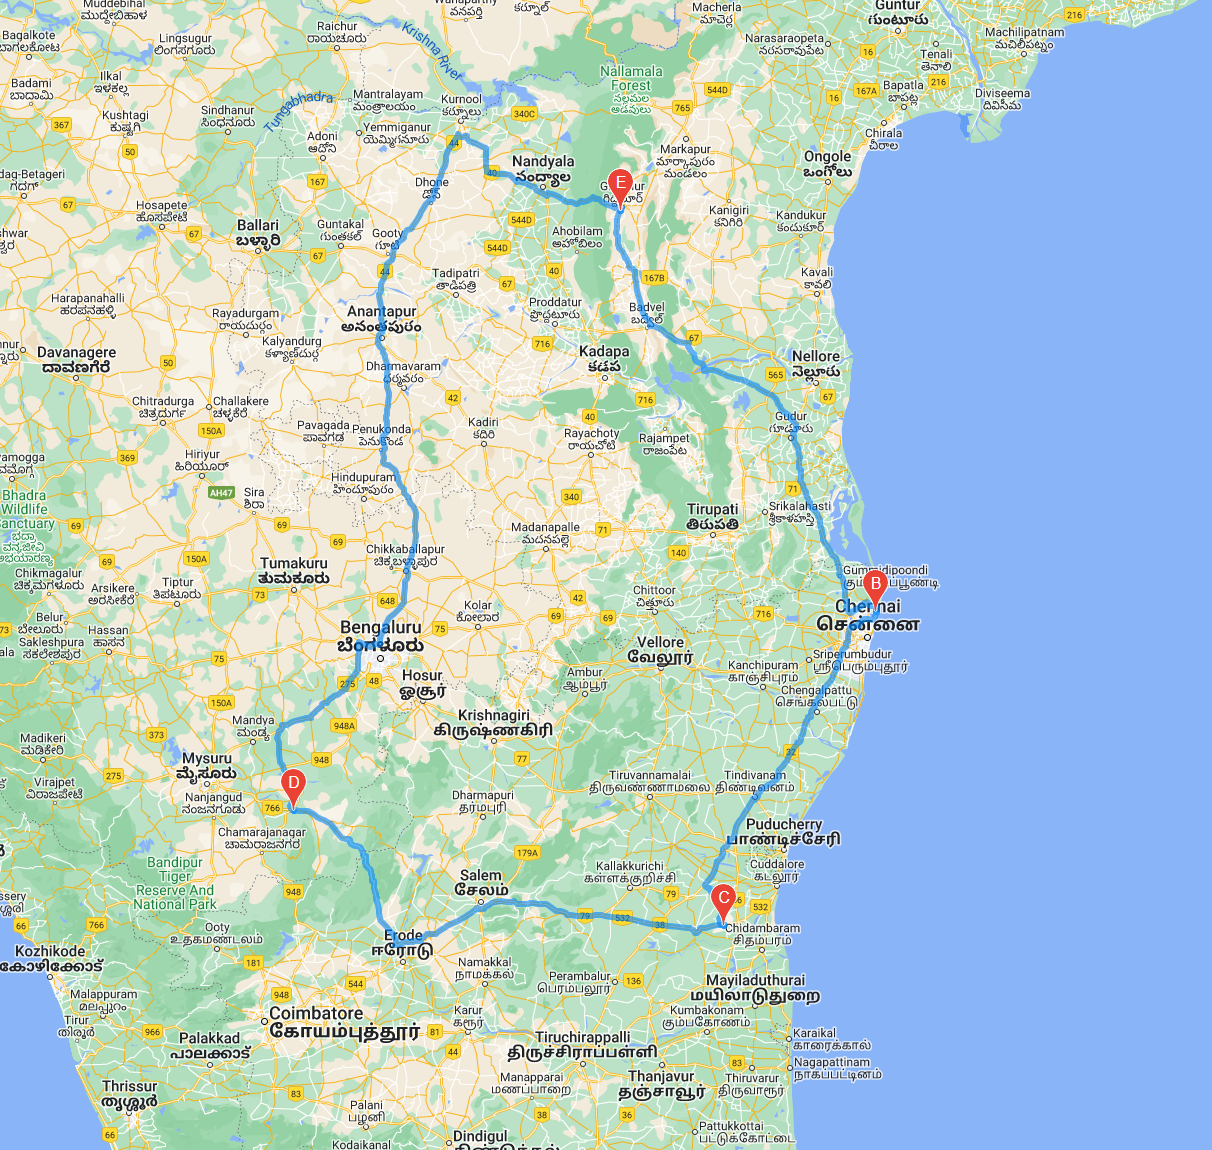 Muddebihal
ముద్దేబిహాళ
Wanaparthy
వనపర్తి
కర్నూల్
Macherla
మాచెర్ల
Guntur
గుంటూరు
216
Bagalkote
Lingsugur
ಲಿಂಗಸುಗೂರು
Raichur
రాయచూరు
Krishna River
Narasaraopeta
నరసరావుపేట
16
Tenali
తెనాలి
Machilipatnam
మచిలీపట్నం
Badami
ಬಾದಾಮಿ
Ilkal
ಇಳಕಲ್ಲ
Nallamala
Forest
నల్లమల
అడవులు
544D
765
16
167A
216
Bapatla
బాపట్ల
Diviseema
దివిసీమ
Tungabhadra
Mantralayam
మంత్రాలయం
Kurnool
కర్నూలు
340C
Sindhanur
ಸಿಂಧನೂರು
367
Kushtagi
ಕುಷ್ಟಗಿ
50
Adoni
ఆదోని
Yemmiganur
యెమ్మిగనూరు
44
Chirala
చీరాల
Markapur
మార్కాపురం
మండలం
Ongole
ఒంగోలు
Nandyala
నంద్యాల
40
167
Dhone
డోన్
E
67
Hosapete
ಹೊಸಪೇಟೆ
Ballari
ಬಳ್ಳಾರಿ
Guntakal
గుంతకల్
Gooty
గూటీ
544D
Ahobilam
అహోబిలం
Kanigiri
కనిగిరి
Kandukur
కందుకూర్
67
67
544D
44
40
67
Tadipatri
తాడిపత్రి
167B
Kavali
కావలి
Harapanahalli
ಹರಪನಹಳ್ಳಿ
Rayadurgam
రాయదుర్గం
Anantapur
అనంతపురం
Proddatur
ప్రొద్దటూరు
Badvel
బద్వేల్
67
Kalyandurg
కళ్యాణ్‌దుర్గ
716
Davanagere
ದಾವಣಗೆರೆ
50
Kadapa
కడప
Nellore
నెల్లూరు
Dharmavaram
ధర్మవరం
565
67
42
716
Chitradurga
ಚಿತ್ರದುರ್ಗ
Challakere
ಚಳ್ಳಕೆರೆ
150A
Pavagada
ಪಾವಗಡ
Penukonda
పెనుకొండ
Kadiri
కదిరి
40
Rayachoty
రాయచోటి
Rajampet
రాజంపేట
Gudur
గూడూరు
369
Hiriyur
ಹಿರಿಯೂರ್
Hindupuram
హిందూపురం
71
AH47
Sira
ಶಿರಾ
340
Bhadra
Wildlife
69
69
69
Madanapalle
మదనపల్లె
71
Tirupati
తిరుపతి
Srikalahasti
శ్రీకాళహస్తి
150A
69
Chikkaballapur
ಚಿಕ್ಕಬಳ್ಳಾಪುರ
140
Chikmagalur
ಚಿಕ್ಕಮಗಳೂರು
Arsikere
ಅರಸೀಕೆರೆ
Tiptur
ತಿಪಟೂರು
Tumakuru
ತುಮಕೂರು
73
648
Gummidipoondi
B
Chittoor
చిత్తూరు
42
Kolar
ಕೋಲಾರ
69
69
716
Chennai
சென்னை
73
Belur
ಬೇಲೂರು
Sakleshpura
ಸಕಲೇಶಪುರ
Hassan
ಹಾಸನ
75
Bengaluru
ಬೆಂಗಳೂರು
75
Vellore
வேலூர்
Sriperumbudur
ஸ்ரீபெரும்புதூர்
Kanchipuram
காஞ்சிபுரம்
Ambur
ஆம்பூர்
Chengalpattu
செங்கல்பட்டு
275
48
Hosur
ஓசூர்
150A
Mandya
ಮಂಡ್ಯ
948A
Krishnagiri
கிருஷ்ணகிரி
Madikeri
ಮಡಿಕೇರಿ
373
275
Mysuru
ಮೈಸೂರು
948
77
32
D
Virajpet
ವಿರಾಜಪೇಟೆ
Nanjangud
ನಂಜನಗೂಡು
766
Tiruvannamalai
திருவண்ணாமலை
Tindivanam
திண்டிவனம்
Dharmapuri
தர்மபுரி
Chamarajanagar
ಚಾಮರಾಜನಗರ
Puducherry
பாண்டிச்சேரி
179A
Bandipur
Tiger
Reserve And
National Park
948
Kallakkurichi
கள்ளக்குறிச்சி
Cuddalore
கடலூர்
Salem
சேலம்
79
C
532
79
532
38
66
766
Ooty
உதகமண்டலம்
Erode
ஈரோடு
Chidambaram
சிதம்பரம்
Kozhikode
കോഴിക്കോട്
181
Namakkal
நாமக்கல்
Perambalur
பெரம்பலூர்
136
Mayiladuthurai
மயிலாடுதுறை
544
948
Malappuram
മലപ്പുറം
Coimbatore
கோயம்புத்தூர்
Karur
கரூர்
Kumbakonam
கும்பகோணம்
Tirur
തിരൂർ
966
81
Palakkad
പാലക്കാട്
Tiruchirappalli
திருச்சிராப்பள்ளி
Karaikal
காரைக்கால்
44
83
Nagapattinam
நாகப்பட்டினம்
Thrissur
തൃശ്ശൂർ
83
Manapparai
மணப்பாறை
Thanjavur
தஞ்சாவூர்
Thiruvarur
திருவாரூர்
Palani
பழனி
38
36
66
Kodaikanal
Dindigul
Pattukkottai
பட்டுக்கோட்டை